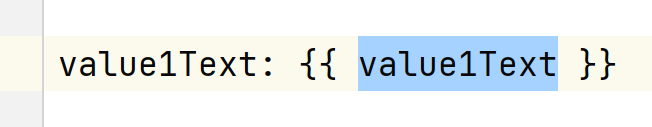 value1Text: {{ value1Text }}